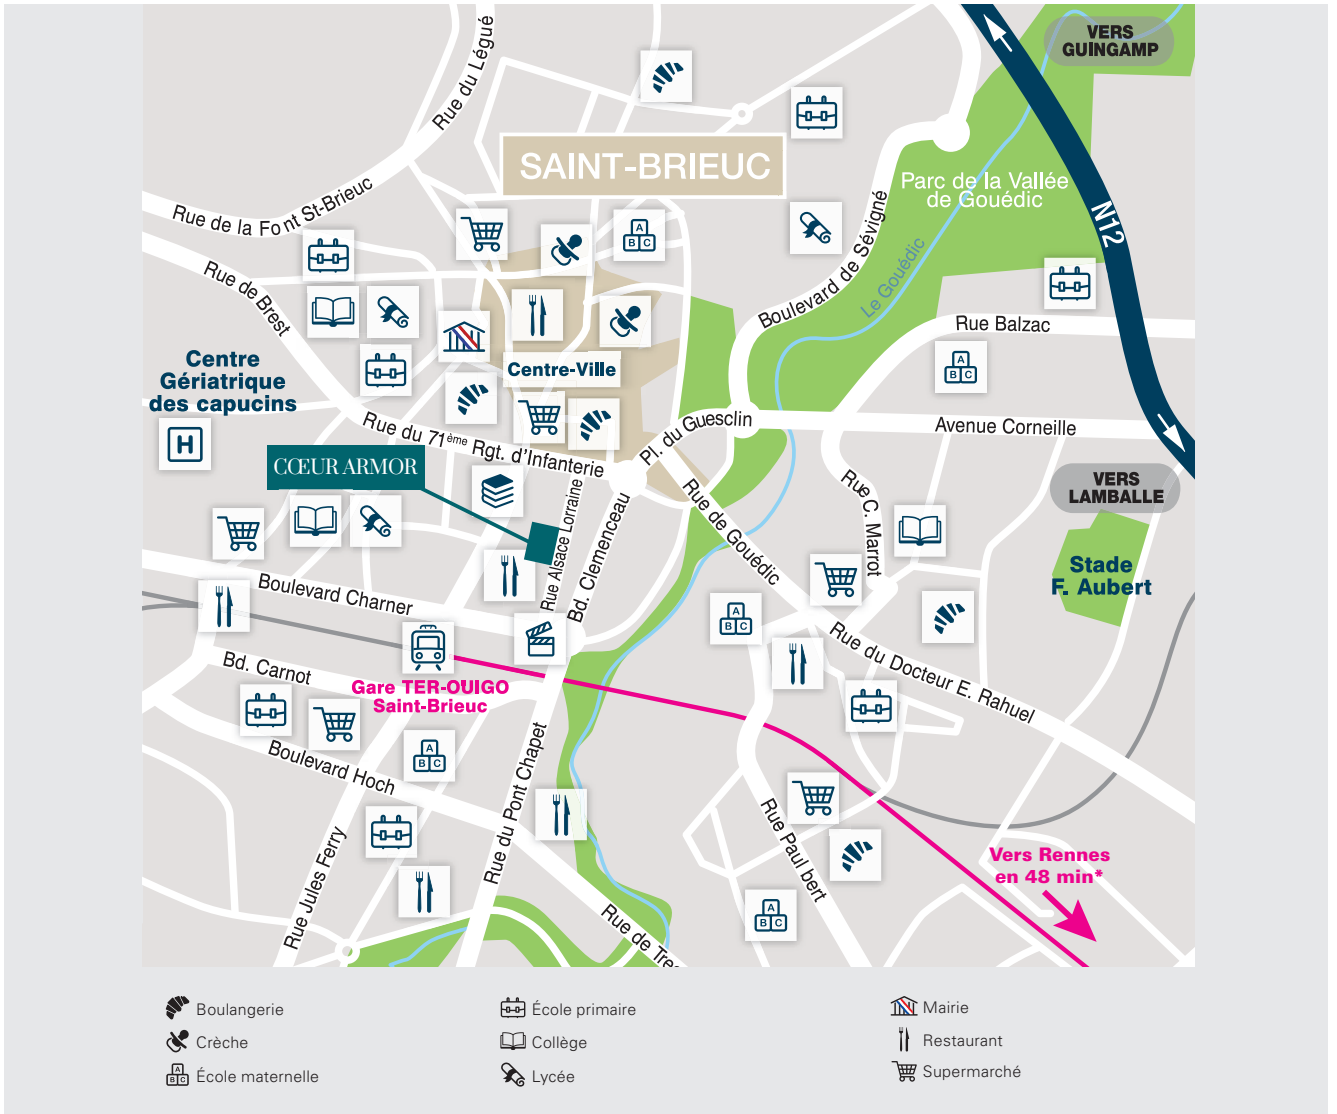 VERS
GUINGAMP
Rue du Légué
SAINT-BRIEUC
Parc de la Vallée
de Gouédic
N12
Rue de la Font St-Brieuc
Boulevard de Sévigné
Le Gouédic
A
B C
Rue de Brest
Rue Balzac
Centre
Gériatrique
des capucins
Centre-Ville
A
B C
H
Rue du 71ème Rgt. d'Infanterie
Pl. du Guesclin
Avenue Corneille
CŒUR ARMOR
VERS
LAMBALLE
Rue de Gouédic
Rue C. Marrot
Rue Alsace Lorraine
Bd. Clemenceau
Stade
F. Aubert
Boulevard Charner
A
B C
Rue du Docteur E. Rahuel
Bd. Carnot
Gare TER-OUIGO
Saint-Brieuc
A
B C
Boulevard Hoch
Rue du Pont Chapet
Rue Jules Ferry
Rue Paul bert
Vers Rennes
en 48 min*
A
B C
Rue de Tre
Boulangerie
École primaire
Mairie
Crèche
Collège
Restaurant
A
B C
École maternelle
Lycée
Supermarché